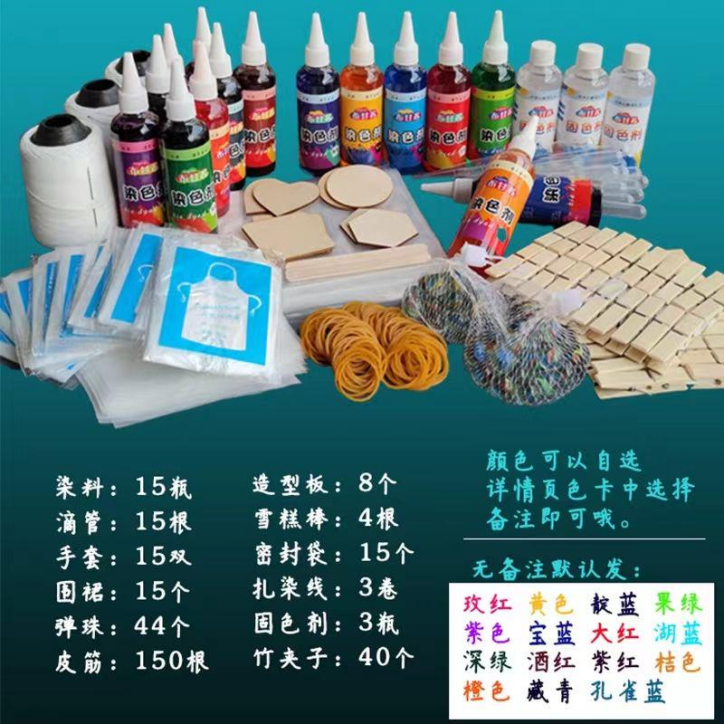 布甘香
染色剂
固色剂
染料：15瓶
滴管：15根
手套：15双
围裙：15个
弹珠：44个
皮筋：150根
造型板：8个
雪糕棒：4根
密封袋：15个
扎染线：3卷
固色剂：3瓶
竹夹子：40个
颜色可以自选
详情页色卡中选择
备注即可哦。
无备注默认发：
玫红 黄色 靛蓝 果绿
紫色 宝蓝 大红 湖蓝
深绿 酒红 紫红 桔色
橙色 藏青 孔雀蓝